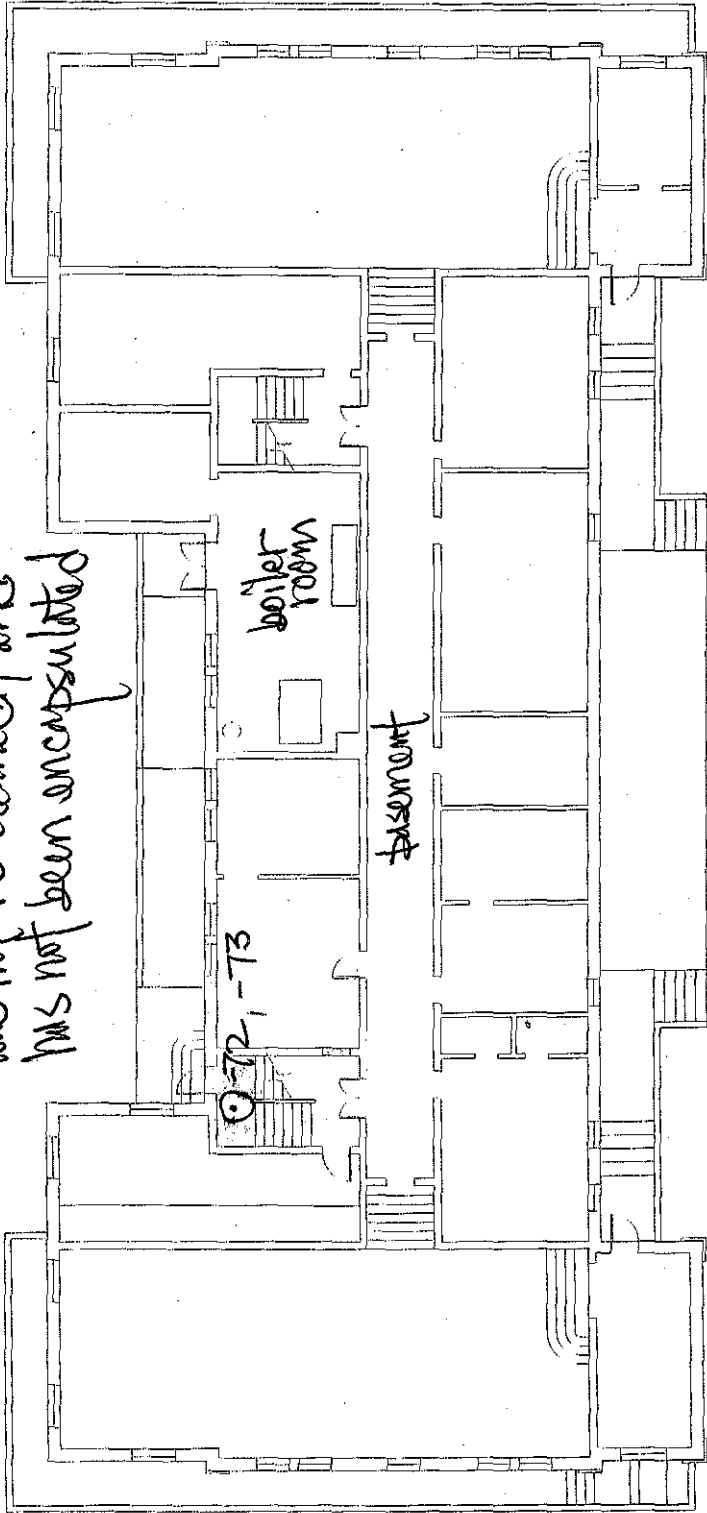 has not been encapsulated
boiler
room
basement
-72, -73